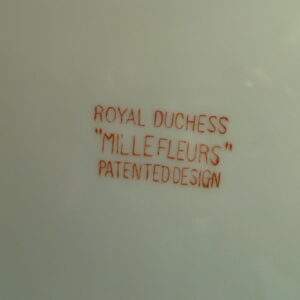 ROYAL DUCHESS
"MILLEFLEURS"
PATENTED DESIGN